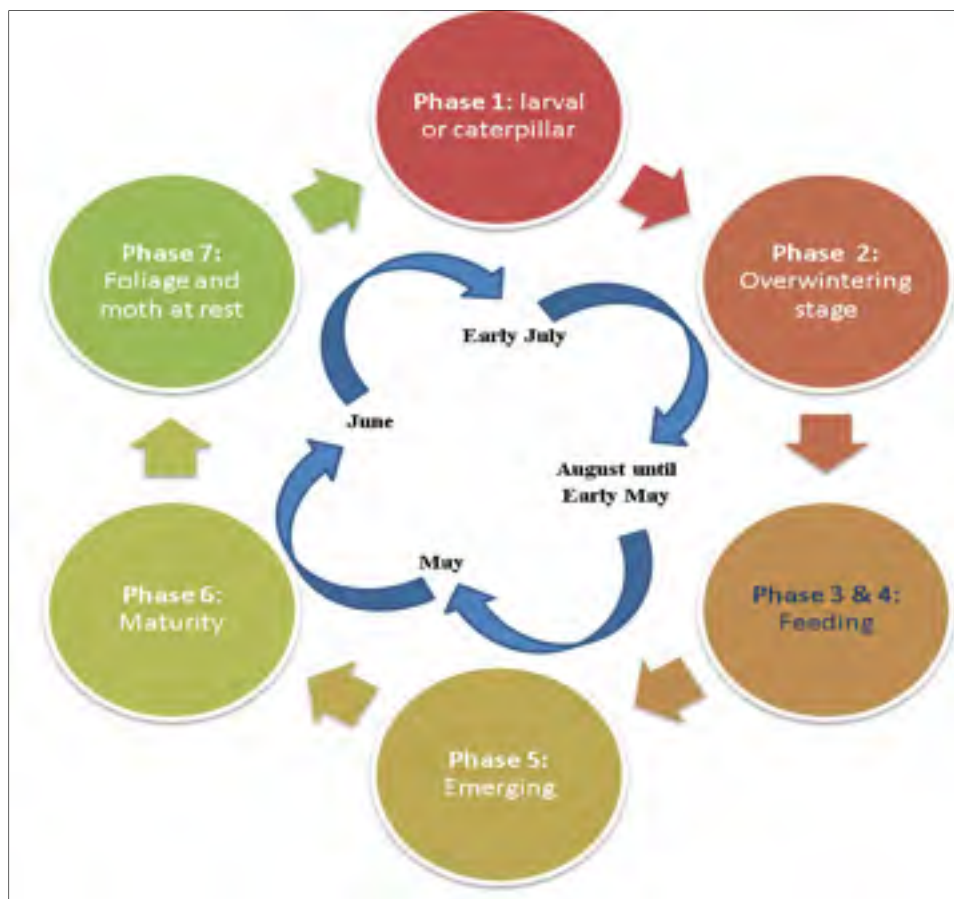 Phase 1: larval
or caterpillar
Phase 2:
Overwintering
stage
Phase 3 & 4:
Feeding
Phase 5:
Emerging
Phase 6:
Maturity
Phase 7:
Foliage and
moth at rest
Early July
August until
Early May
May
June